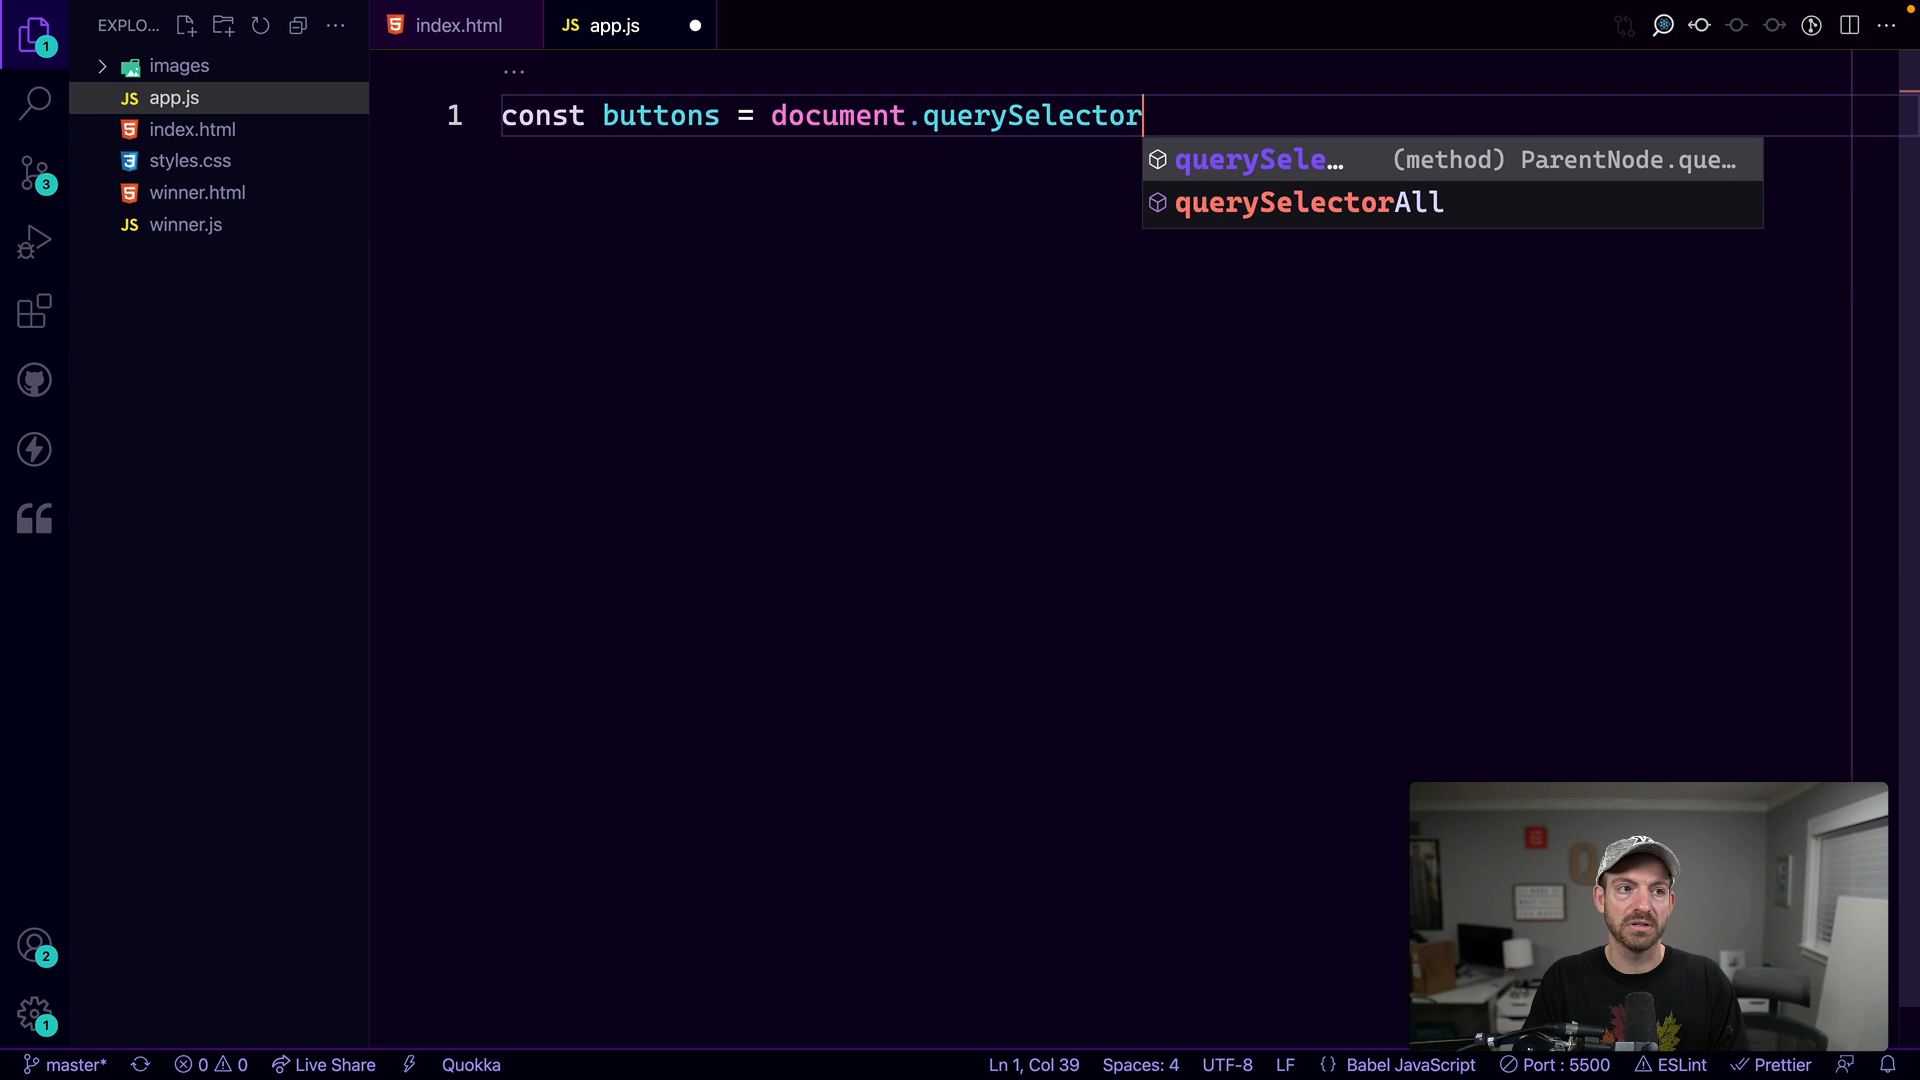 EXPLO...
index.html
JS app.js
images
JS app.js
index.html
styles.css
winner.html
JS winner.js
...
1 const buttons = document.querySelector
querySele… (method) ParentNode.que…
querySelectorAll
1
3
2
1
master* 0 0 Live Share Quokka Ln 1, Col 39 Spaces: 4 UTF-8 LF {} Babel JavaScript Port : 5500 ESLint Prettier